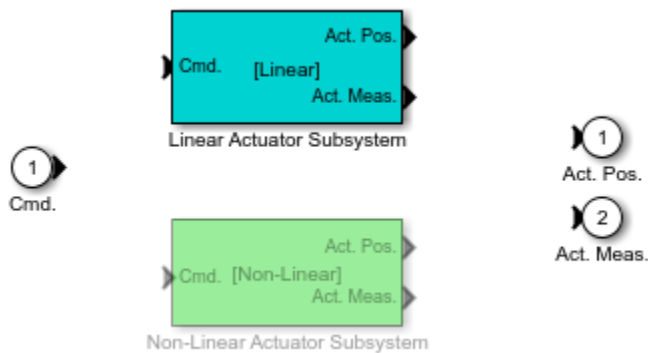 Act. Pos.
Cmd.
[Linear]
Act. Meas.
Linear Actuator Subsystem
1
Cmd.
1
Act. Pos.
2
Act. Meas.
Act. Pos.
Cmd.
[Non-Linear]
Act. Meas.
Non-Linear Actuator Subsystem